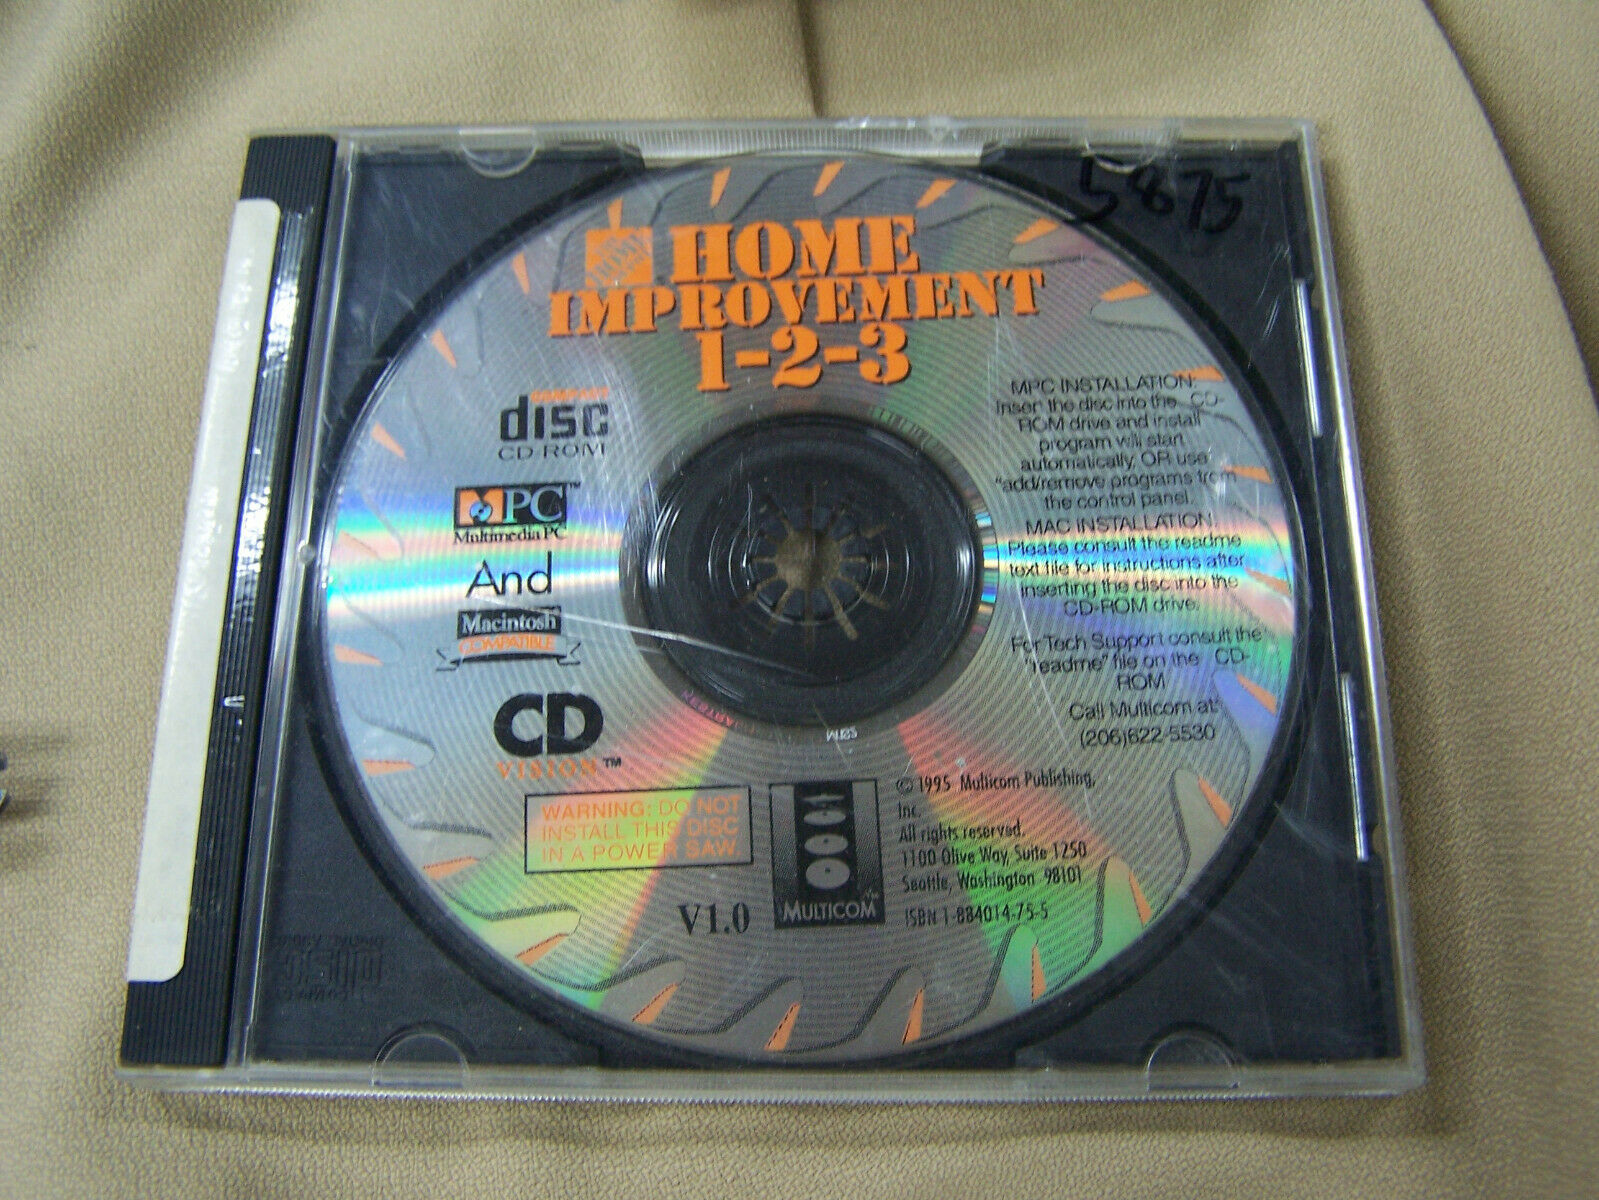 5875
HOME
IMPROVEMENT
1-2-3
COMPACT
disc
CD-ROM
MPC™
Multimedia PC
And
Macintosh
COMPATIBLE
CD
VISION™
WARNING: DO NOT
INSTALL THIS DISC
IN A POWER SAW.
V1.0
MULTICOM™
MPC INSTALLATION:
Insert the disc into the CD-
ROM drive and install
program will start
automatically. OR use
"add/remove programs from
the control panel.
MAC INSTALLATION:
Please consult the readme
text file for instructions after
inserting the disc into the
CD-ROM drive.
For Tech Support consult the
"readme" file on the CD-
ROM
Call Multicom at:
(206)622-5530
© 1995 Multicom Publishing,
Inc.
All rights reserved.
1100 Olive Way, Suite 1250
Seattle, Washington 98101
ISBN 1-884014-75-5